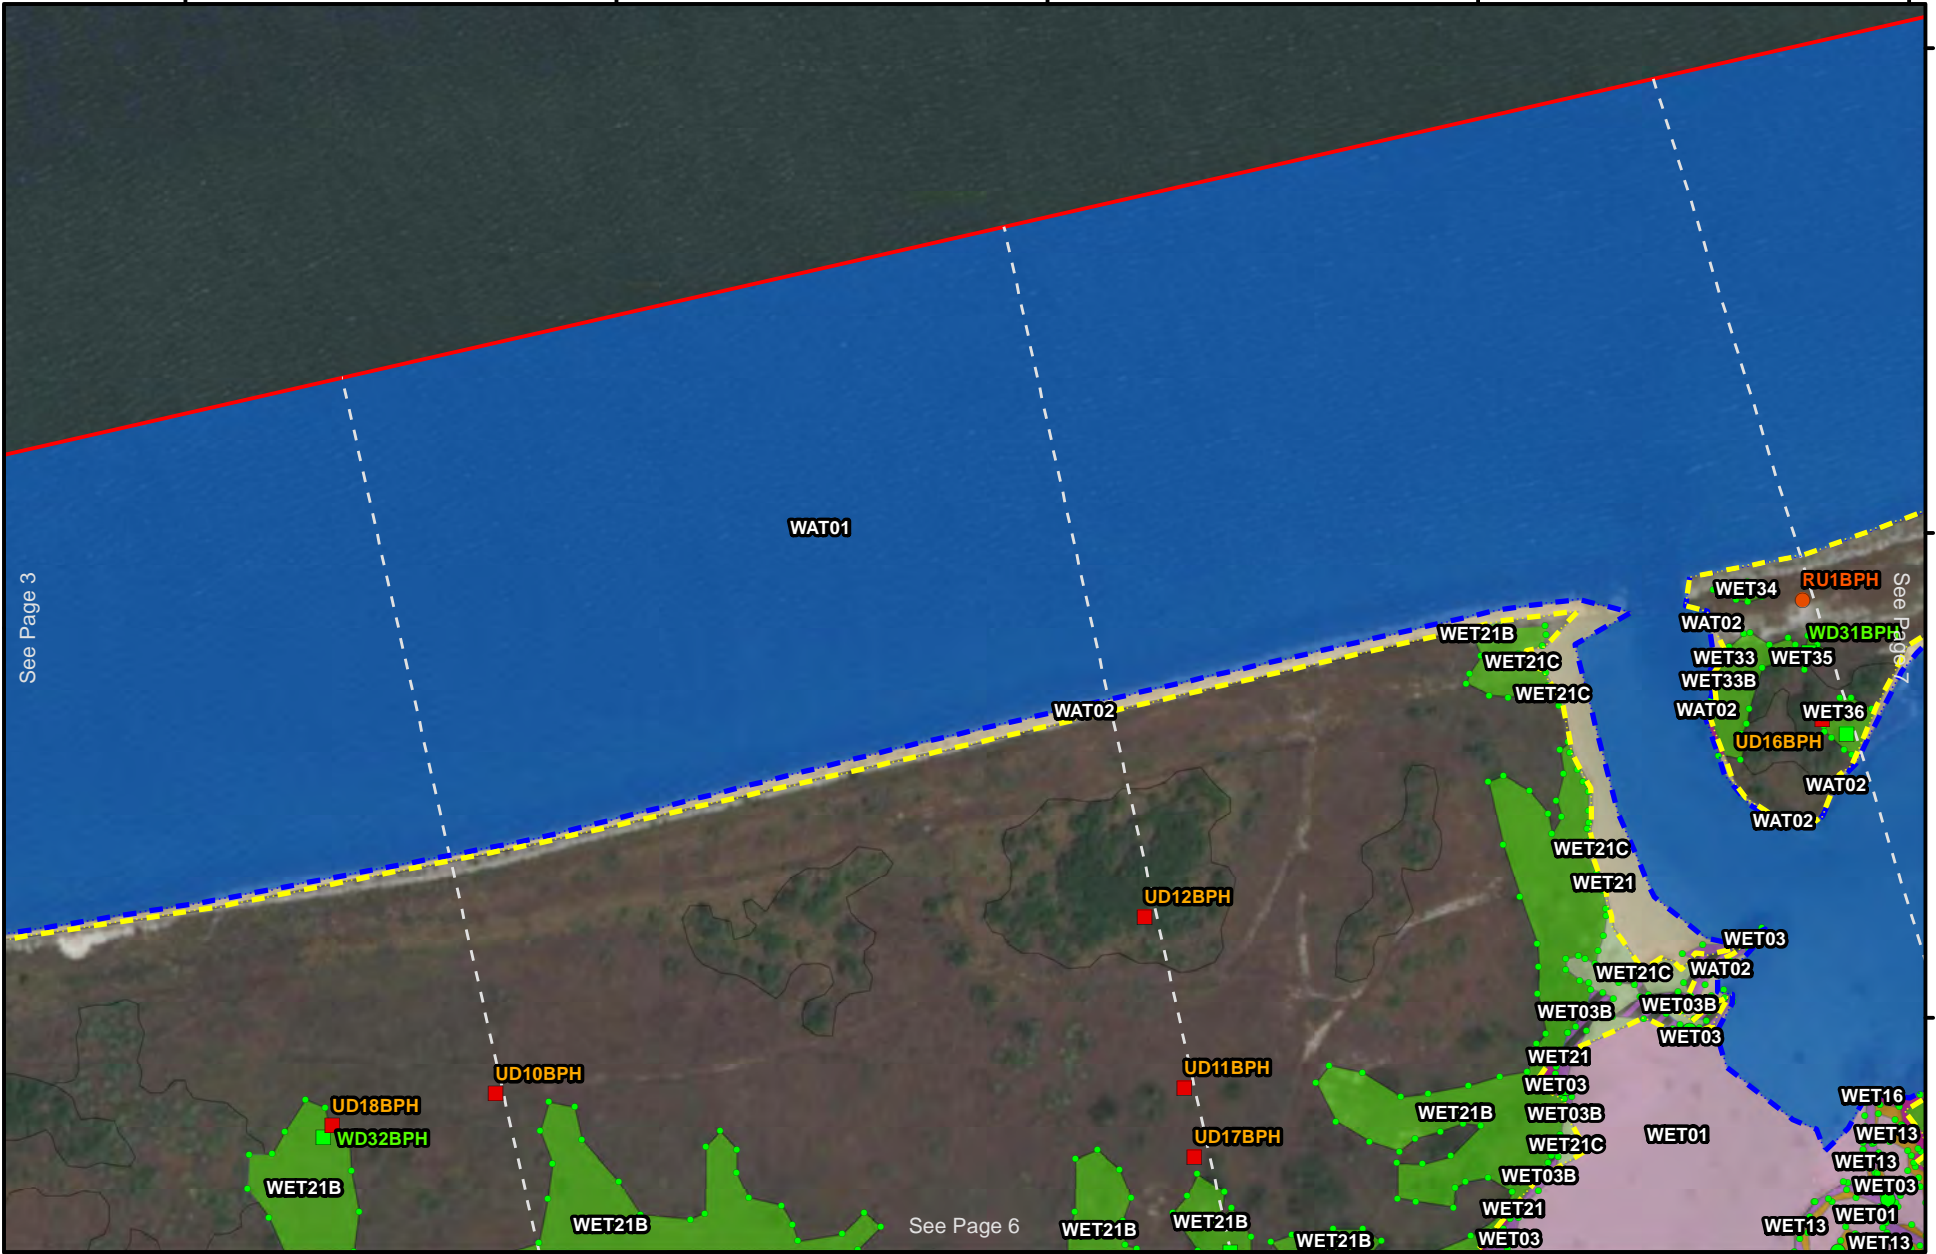 WAT01
See Page 3
See Page 7
RU1BPH
WET34
WAT02
WD31BPH
WET21B
WET33
WET35
WET21C
WET33B
WET21C
WAT02
WAT02
WET36
UD16BPH
WAT02
WAT02
WET21C
WET21
UD12BPH
WET03
WET21C
WAT02
WET03B
WET03B
WET03
WET21
UD11BPH
UD10BPH
WET03
WET16
UD18BPH
WET21B
WET03B
WD32BPH
UD17BPH
WET01
WET13
WET21C
WET13
WET03B
WET21B
WET03
WET21
WET01
WET21B
See Page 6
WET21B
WET21B
WET13
WET21B
WET03
WET13